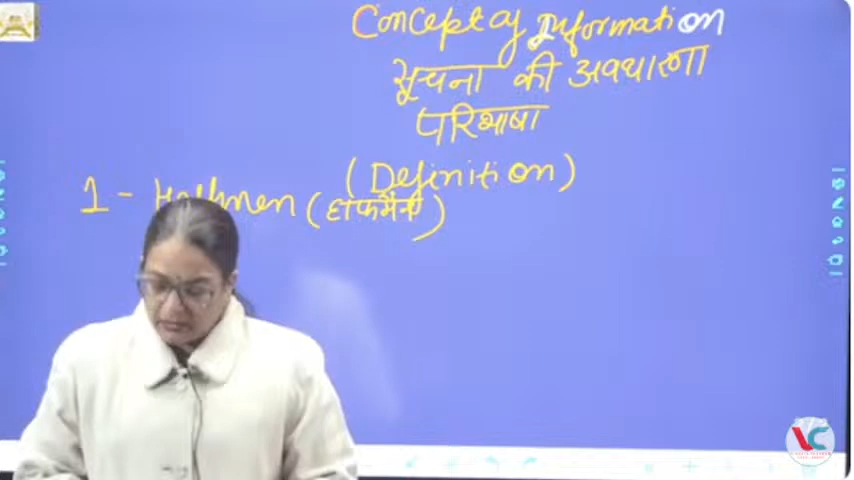 Concept of Information
सूचना की अवधारणा
परिभाषा
(Definition)
1 - (हाफमैन)